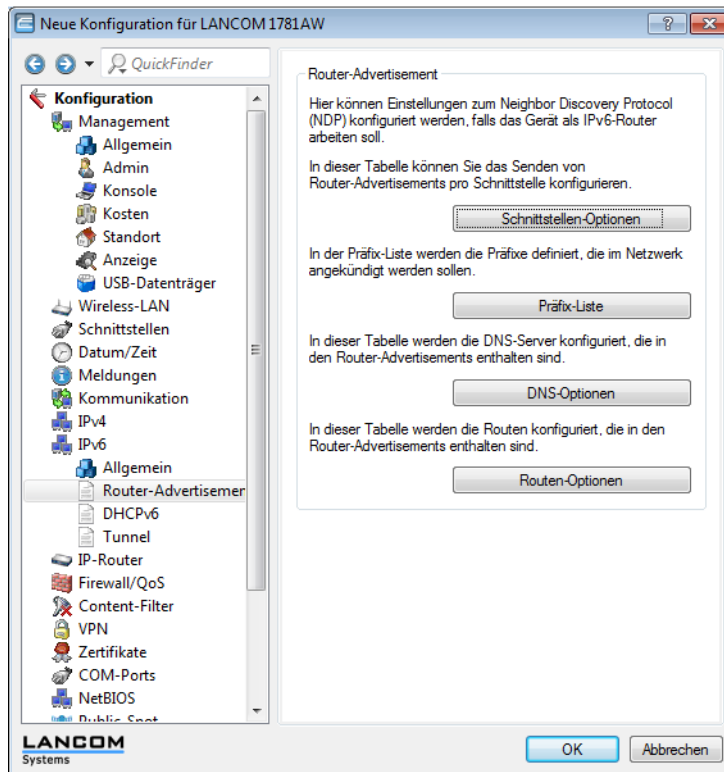 Neue Konfiguration für LANCOM 1781AW
QuickFinder
Konfiguration
Management
Allgemein
Admin
Konsole
Kosten
Standort
Anzeige
USB-Datenträger
Wireless-LAN
Schnittstellen
Datum/Zeit
Meldungen
Kommunikation
IPv4
IPv6
Allgemein
Router-Advertisemen
DHCPv6
Tunnel
IP-Router
Firewall/QoS
Content-Filter
VPN
Zertifikate
COM-Ports
NetBIOS
Public-Spot
Router-Advertisement
Hier können Einstellungen zum Neighbor Discovery Protocol
(NDP) konfiguriert werden, falls das Gerät als IPv6-Router
arbeiten soll.
In dieser Tabelle können Sie das Senden von
Router-Advertisements pro Schnittstelle konfigurieren.
Schnittstellen-Optionen
In der Präfix-Liste werden die Präfixe definiert, die im Netzwerk
angekündigt werden sollen.
Präfix-Liste
In dieser Tabelle werden die DNS-Server konfiguriert, die in
den Router-Advertisements enthalten sind.
DNS-Optionen
In dieser Tabelle werden die Routen konfiguriert, die in den
Router-Advertisements enthalten sind.
Routen-Optionen
LANCOM
Systems
OK
Abbrechen